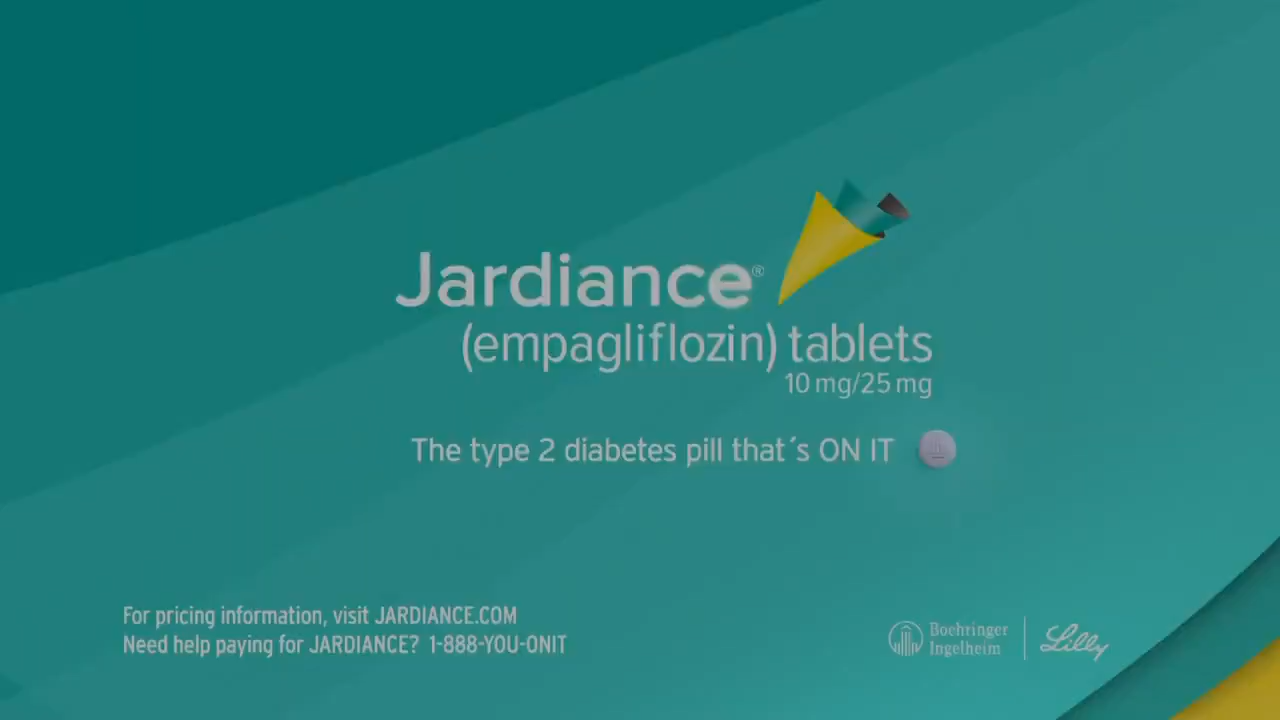 Jardiance®
(empagliflozin) tablets
10 mg/25 mg
The type 2 diabetes pill that´s ON IT
For pricing information, visit JARDIANCE.COM
Need help paying for JARDIANCE? 1-888-YOU-ONIT
Boehringer
Ingelheim
Lilly